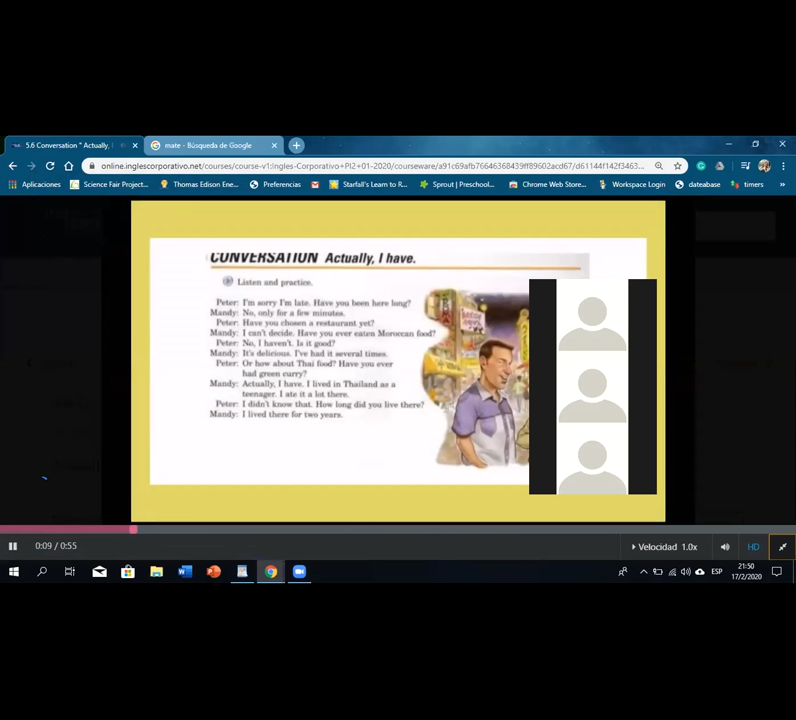 5.6 Conversation " Actually, I
mate - Búsqueda de Google
online.inglescorporativo.net/courses/course-v1:Ingles-Corporativo+PI2+01-2020/courseware/a91c69afb76646368439ff89602acd67/d61144f142f3463...
Aplicaciones
Science Fair Project...
Thomas Edison Ene...
Preferencias
Starfall's Learn to R...
Sprout | Preschool...
Chrome Web Store...
Workspace Login
dateabase
timers
CONVERSATION Actually, I have.
Listen and practice.
Peter: I'm sorry I'm late. Have you been here long?
Mandy: No, only for a few minutes.
Peter: Have you chosen a restaurant yet?
Mandy: I can't decide. Have you ever eaten Moroccan food?
Peter: No, I haven't. Is it good?
Mandy: It's delicious. I've had it several times.
Peter: Or how about Thai food? Have you ever
had green curry?
Mandy: Actually, I have. I lived in Thailand as a
teenager. I ate it a lot there.
Peter: I didn't know that. How long did you live there?
Mandy: I lived there for two years.
0:09 / 0:55
Velocidad 1.0x
HD
ESP
21:50
17/2/2020